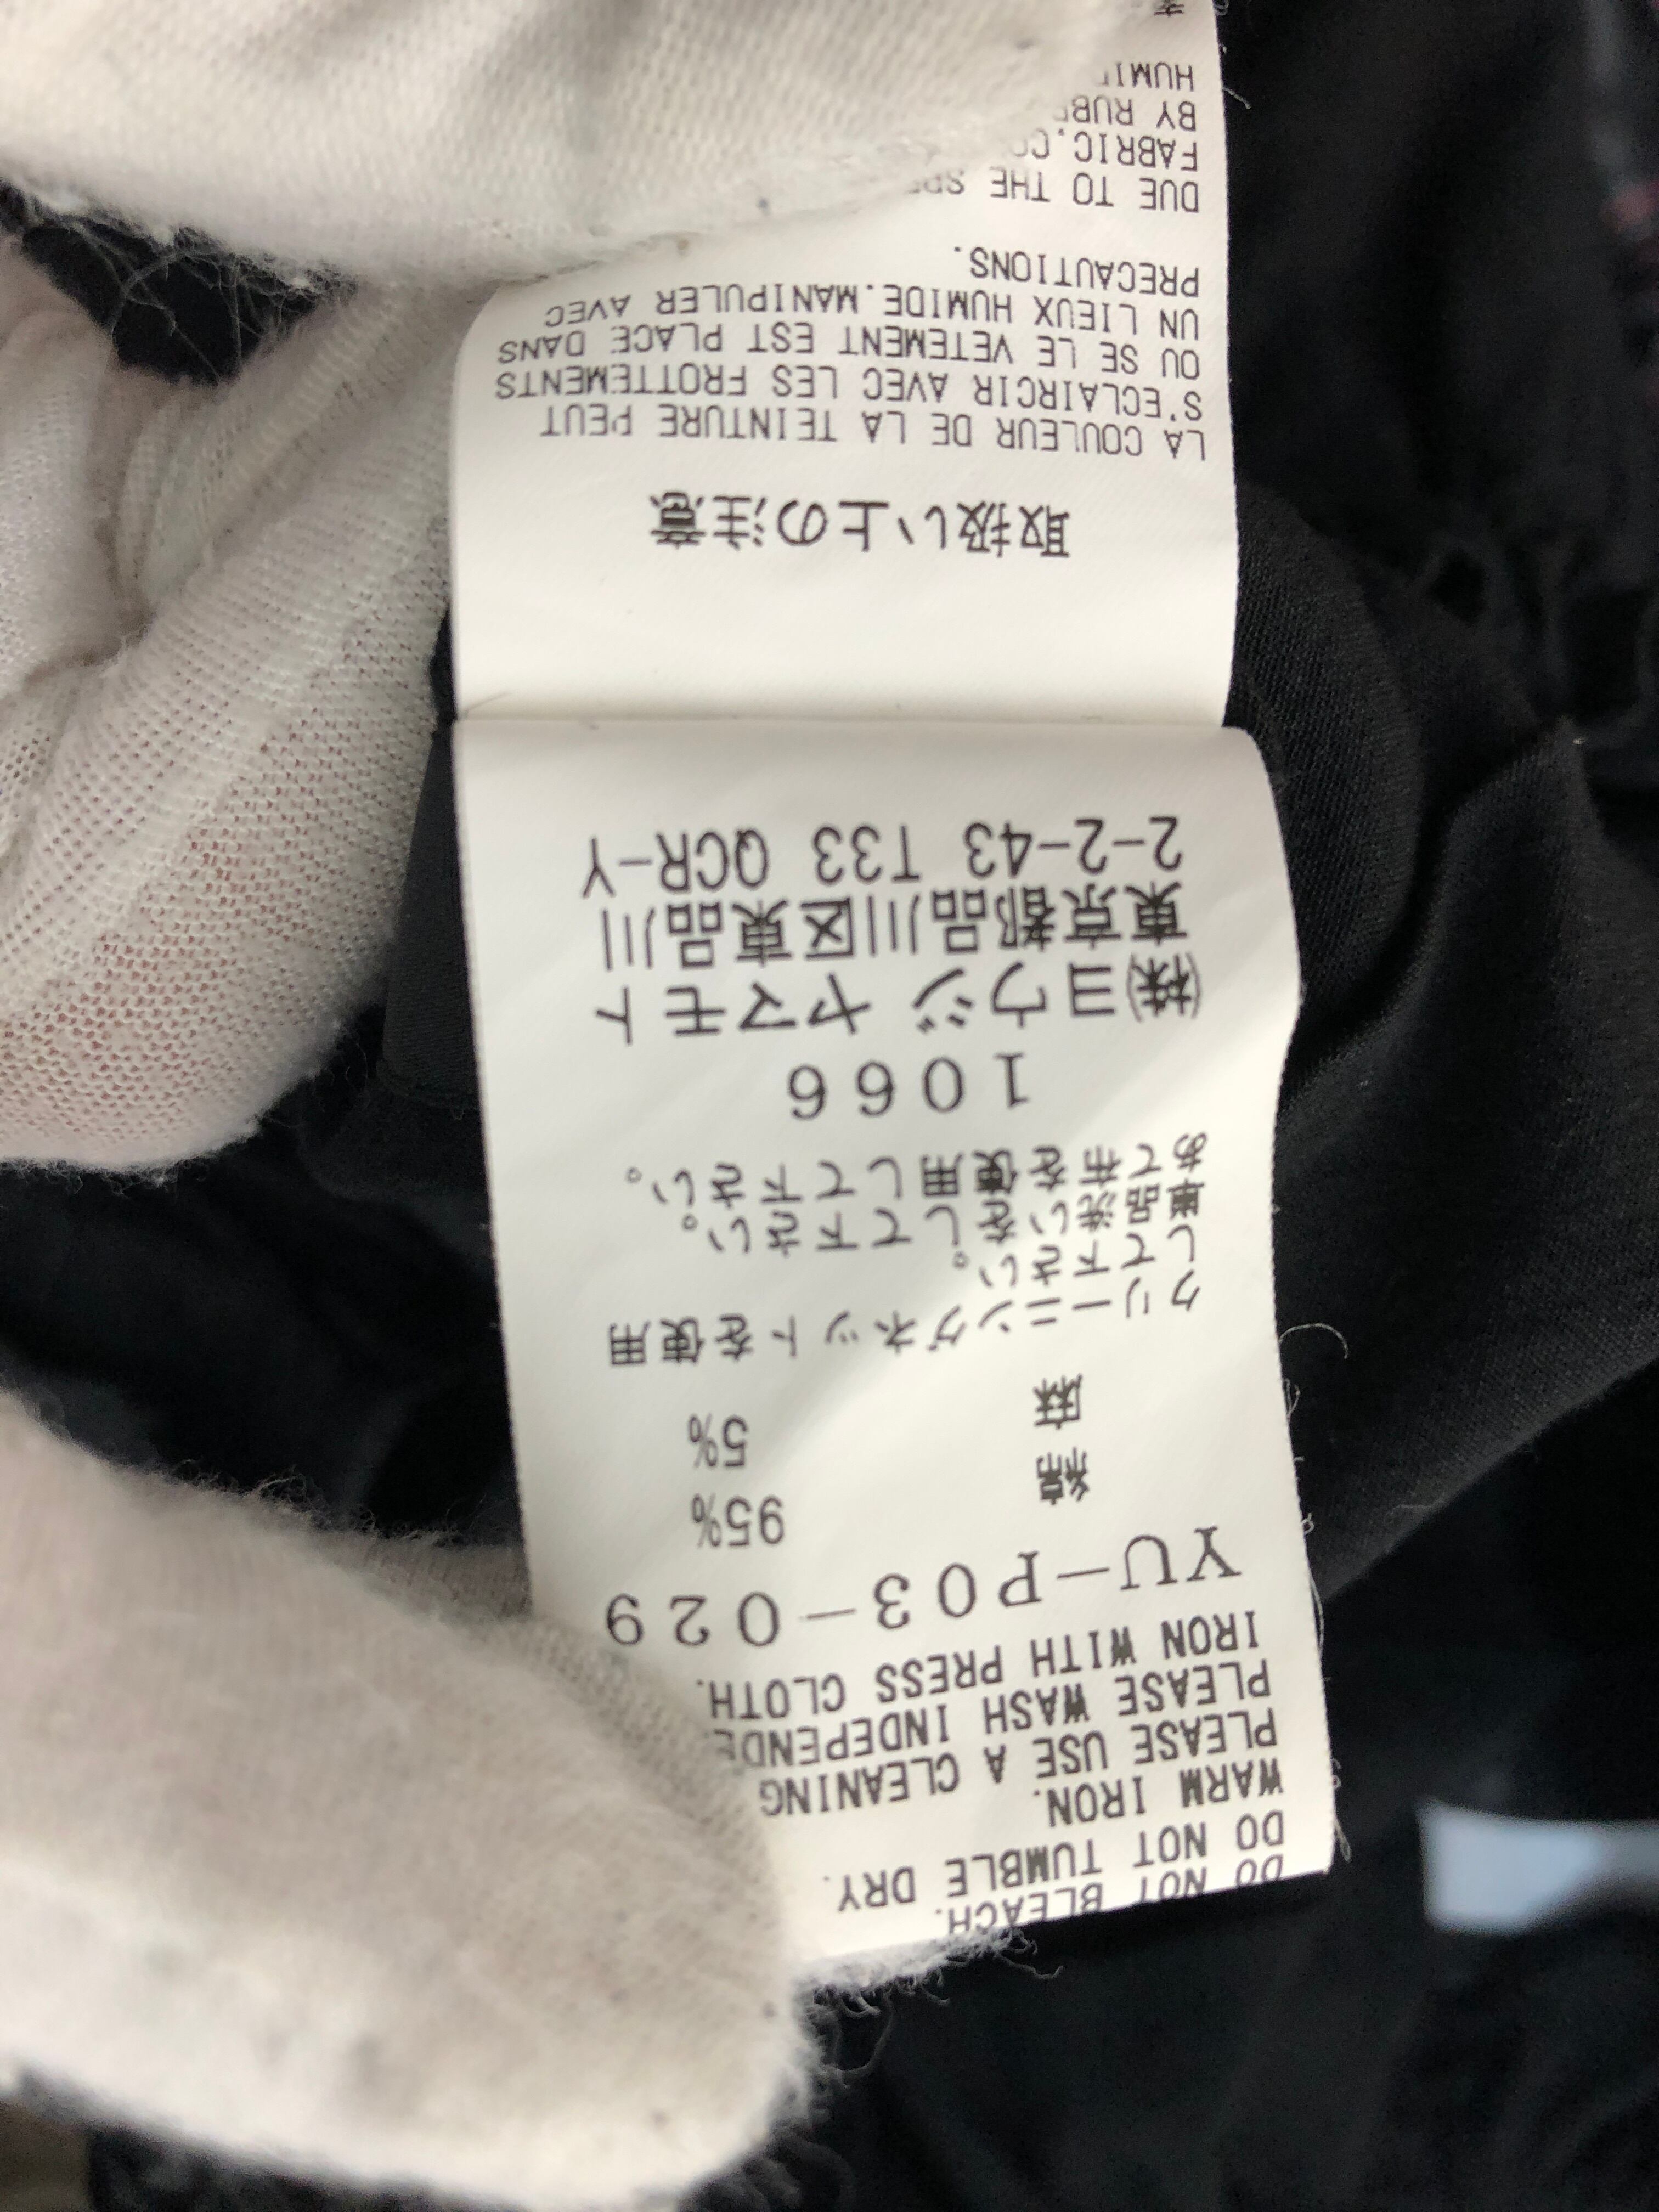 DO NOT BLEACH.
DO NOT TUMBLE DRY.
WARM IRON.
PLEASE USE A CLEANING
PLEASE WASH
IRON WITH PRESS CLOTH.
YU-P03-029
綿 95%
麻 5%
クリーニングネットを使用
して下さい。
単品洗いをして下さい。
あて布を使用して下さい。
1066
㈱ヨウジ ヤマモト
東京都品川区東品川
2-2-43 T33 QCR-Y
取扱い上の注意
LA COULEUR DE LA TEINTURE PEUT
S'ECLAIRCIR AVEC LES FROTTEMENTS
OU SE LE VETEMENT EST PLACE DANS
UN LIEUX HUMIDE.MANIPULER AVEC
PRECAUTIONS.
DUE TO THE
FABRIC.
BY